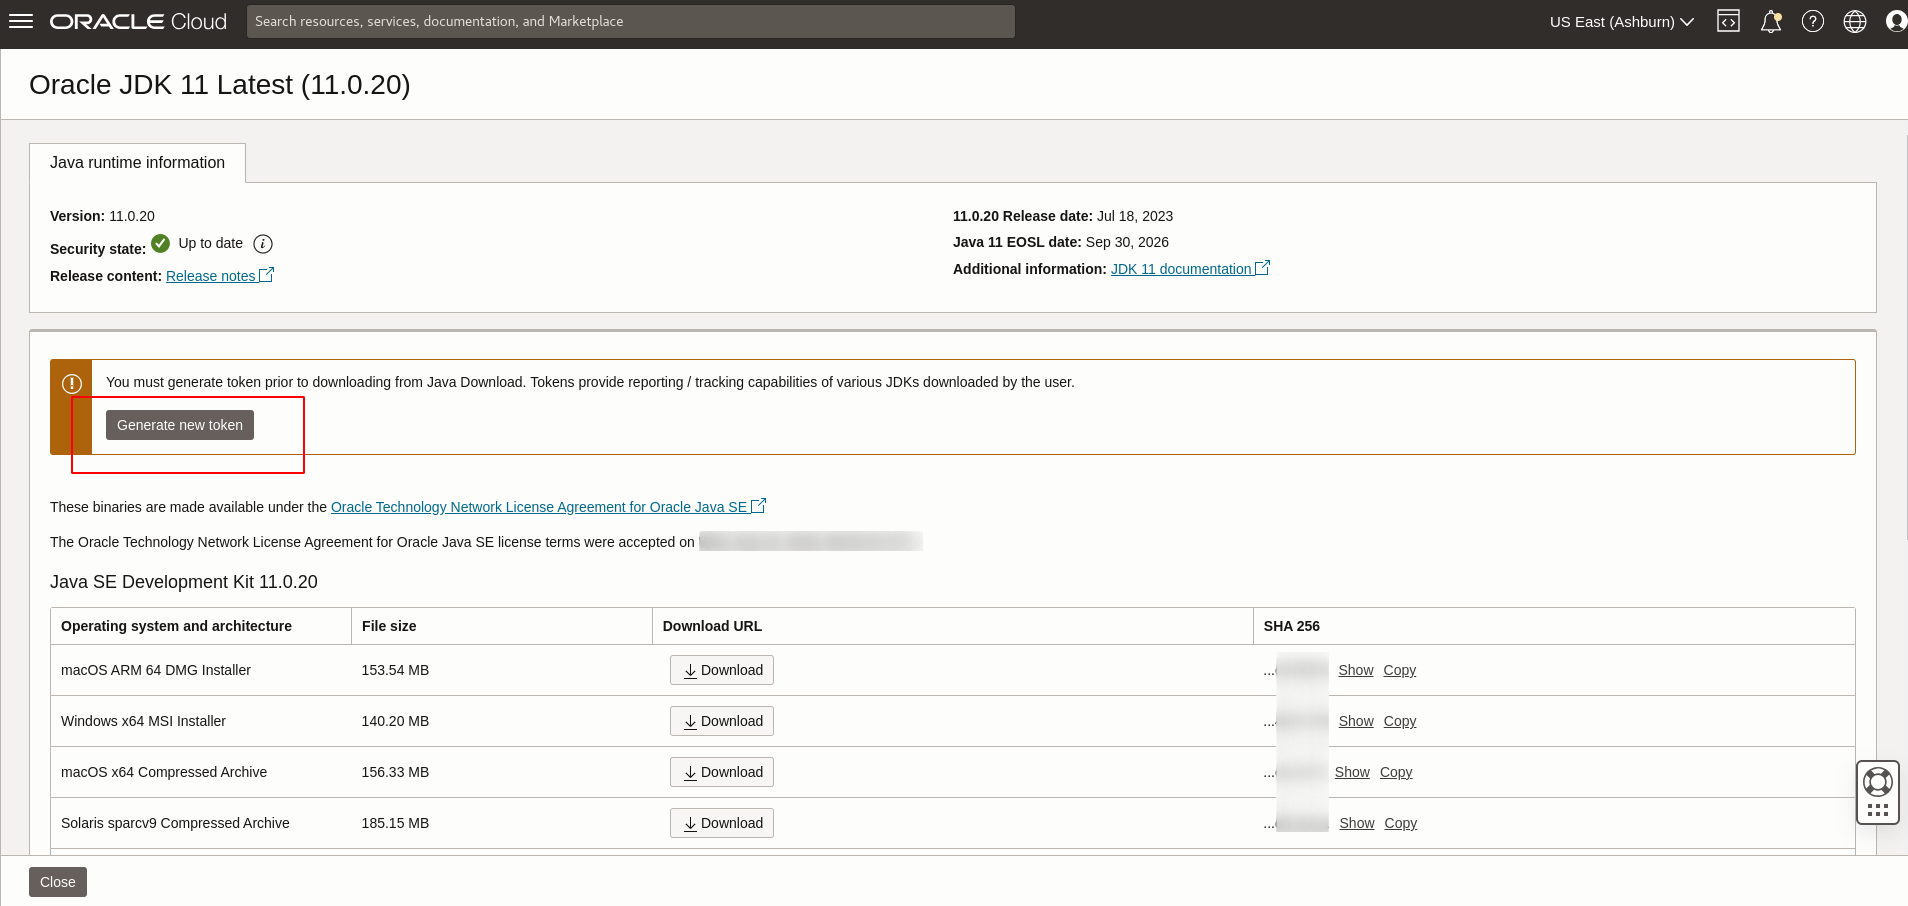 ORACLE Cloud
Search resources, services, documentation, and Marketplace
US East (Ashburn)
Oracle JDK 11 Latest (11.0.20)
Java runtime information
Version: 11.0.20
Security state: Up to date
Release content: Release notes
11.0.20 Release date: Jul 18, 2023
Java 11 EOSL date: Sep 30, 2026
Additional information: JDK 11 documentation
You must generate token prior to downloading from Java Download. Tokens provide reporting / tracking capabilities of various JDKs downloaded by the user.
Generate new token
These binaries are made available under the Oracle Technology Network License Agreement for Oracle Java SE
The Oracle Technology Network License Agreement for Oracle Java SE license terms were accepted on
Java SE Development Kit 11.0.20
Operating system and architecture File size Download URL SHA 256
macOS ARM 64 DMG Installer 153.54 MB Download ... Show Copy
Windows x64 MSI Installer 140.20 MB Download ... Show Copy
macOS x64 Compressed Archive 156.33 MB Download ... Show Copy
Solaris sparcv9 Compressed Archive 185.15 MB Download ... Show Copy
Close